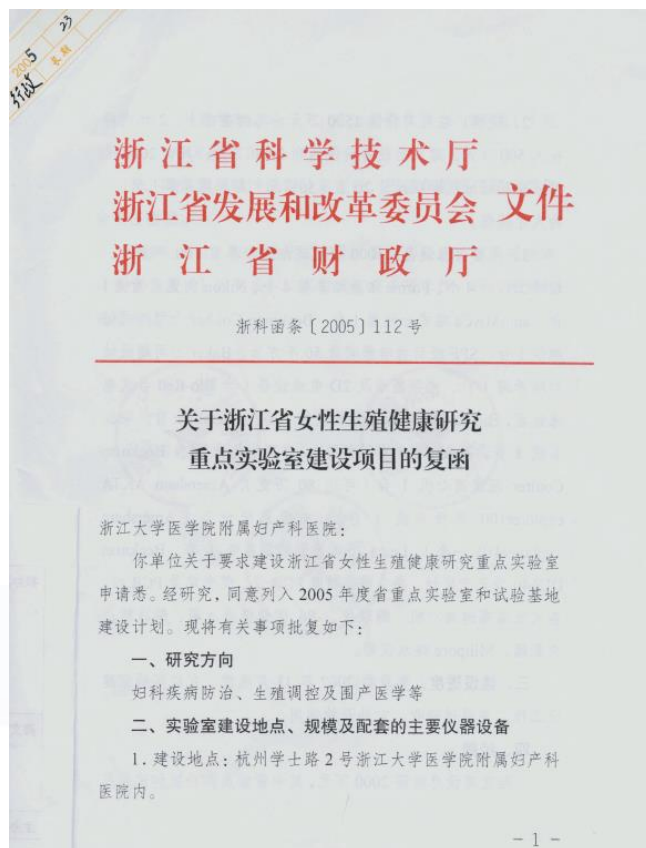 2005
23
长期
行政
浙江省科学技术厅
浙江省发展和改革委员会 文件
浙江省财政厅
浙科函条〔2005〕112号
关于浙江省女性生殖健康研究
重点实验室建设项目的复函
浙江大学医学院附属妇产科医院：
你单位关于要求建设浙江省女性生殖健康研究重点实验室
申请悉。经研究，同意列入 2005 年度省重点实验室和试验基地
建设计划。现将有关事项批复如下：
一、研究方向
妇科疾病防治、生殖调控及围产医学等
二、实验室建设地点、规模及配套的主要仪器设备
1.建设地点：杭州学士路 2 号浙江大学医学院附属妇产科
医院内。
－1－